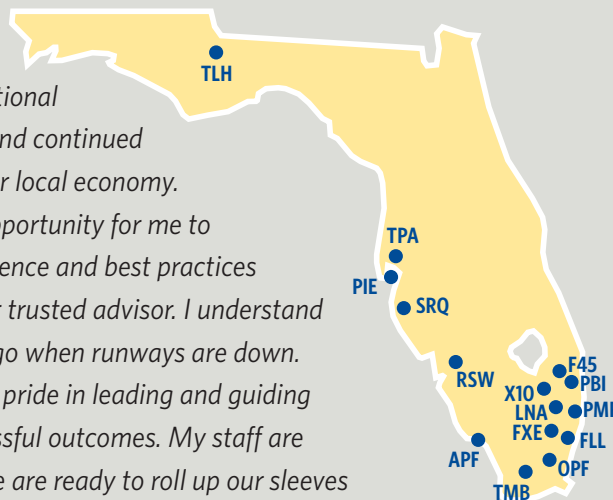 TLH
tional
nd continued
r local economy.
pportunity for me to
ence and best practices
r trusted advisor. I understand
go when runways are down.
pride in leading and guiding
ssful outcomes. My staff are
e are ready to roll up our sleeves
TPA
PIE
SRQ
RSW
F45
PBI
X10
LNA
PMP
FXE
FLL
APF
OPF
TMB